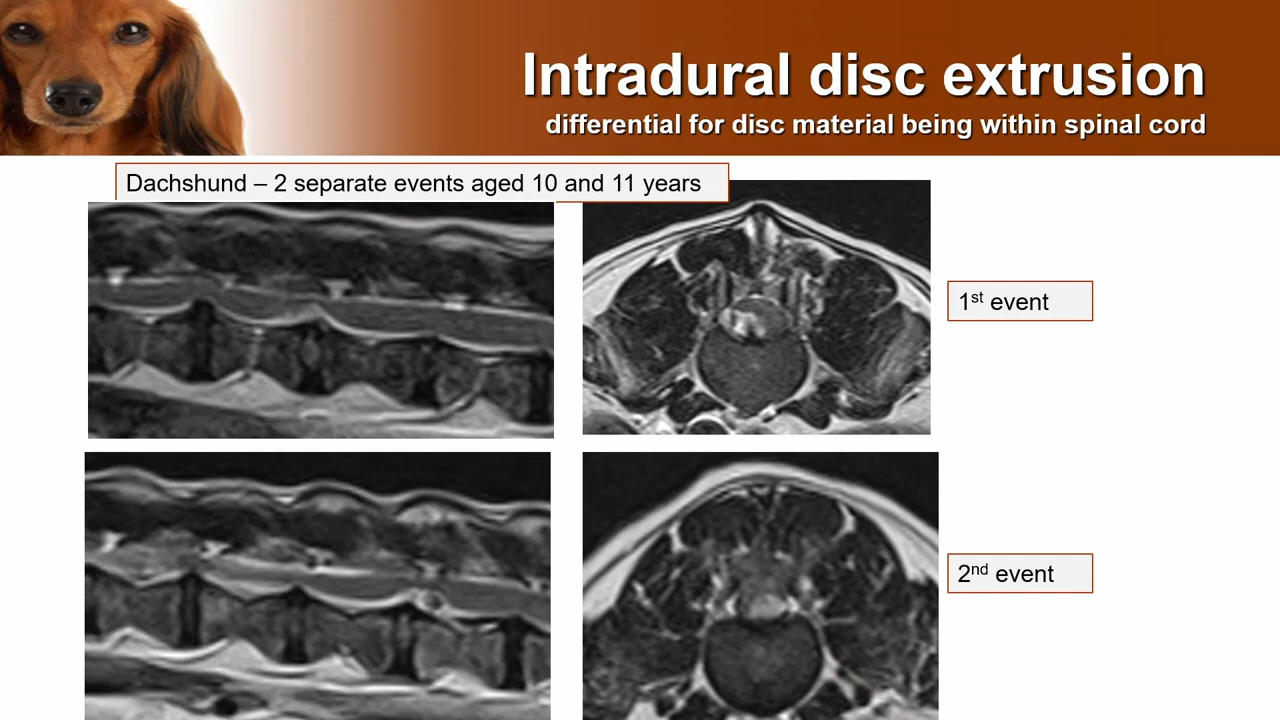 Intradural disc extrusion
differential for disc material being within spinal cord
Dachshund – 2 separate events aged 10 and 11 years
1st event
2nd event